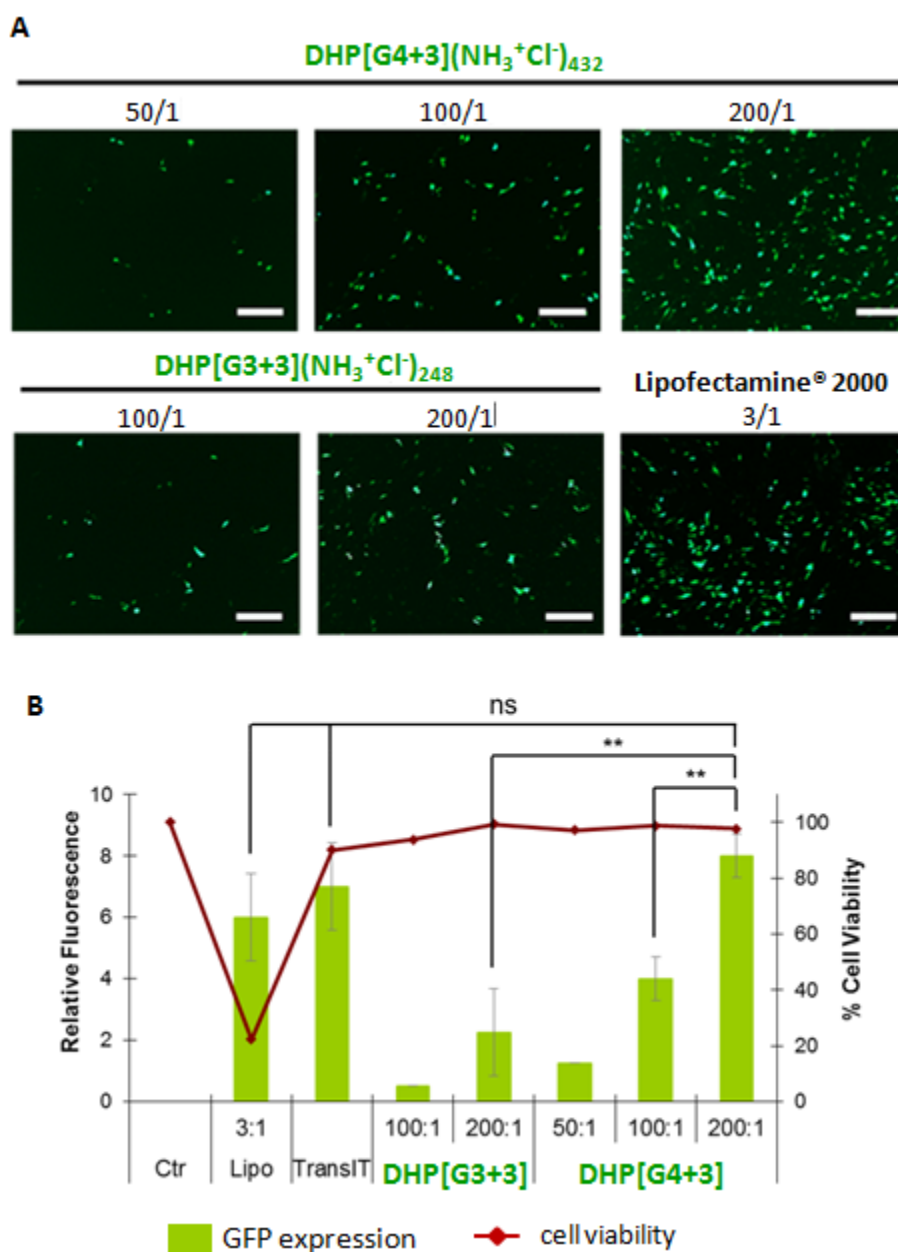 A
DHP[G4+3](NH₃⁺Cl⁻)₄₃₂
50/1 100/1 200/1
DHP[G3+3](NH₃⁺Cl⁻)₂₄₈
Lipofectamine® 2000
100/1 200/1 3/1
B
ns
**
**
10
8
6
4
2
0
Relative Fluorescence
100
80
60
40
20
0
% Cell Viability
3:1 100:1 200:1 50:1 100:1 200:1
Ctr Lipo TransIT DHP[G3+3] DHP[G4+3]
GFP expression cell viability